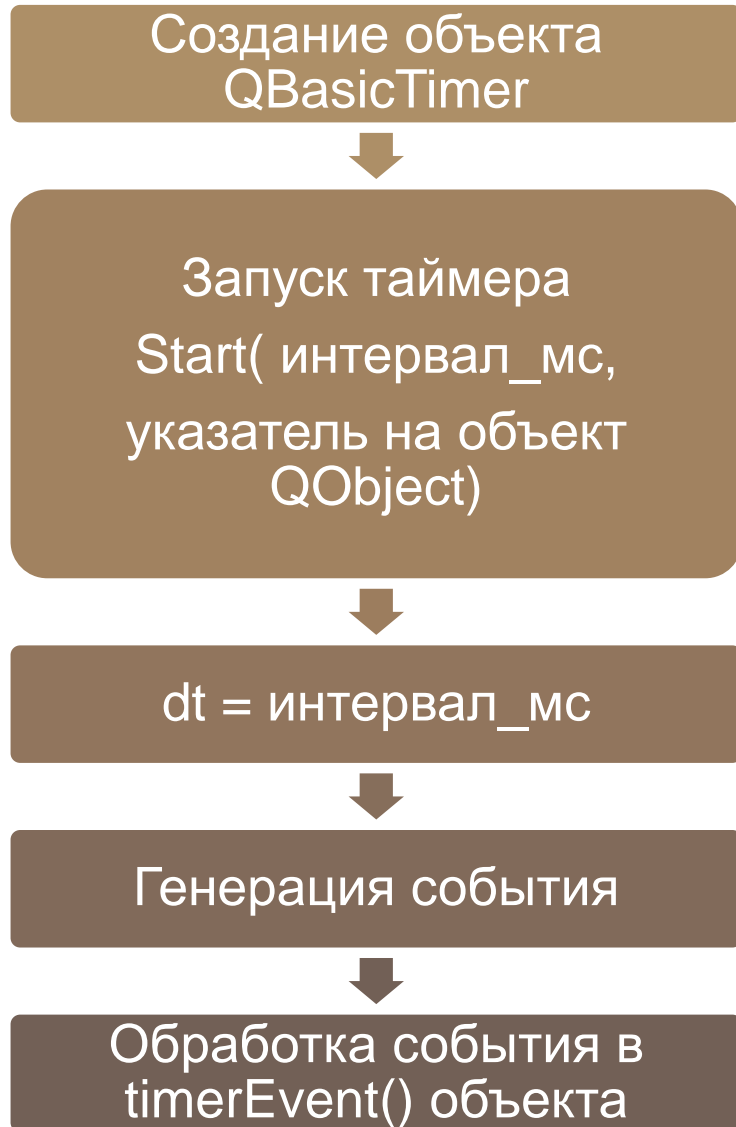 Создание объекта
QBasicTimer
Запуск таймера
Start( интервал_мс,
указатель на объект
QObject)
dt = интервал_мс
Генерация события
Обработка события в
timerEvent() объекта